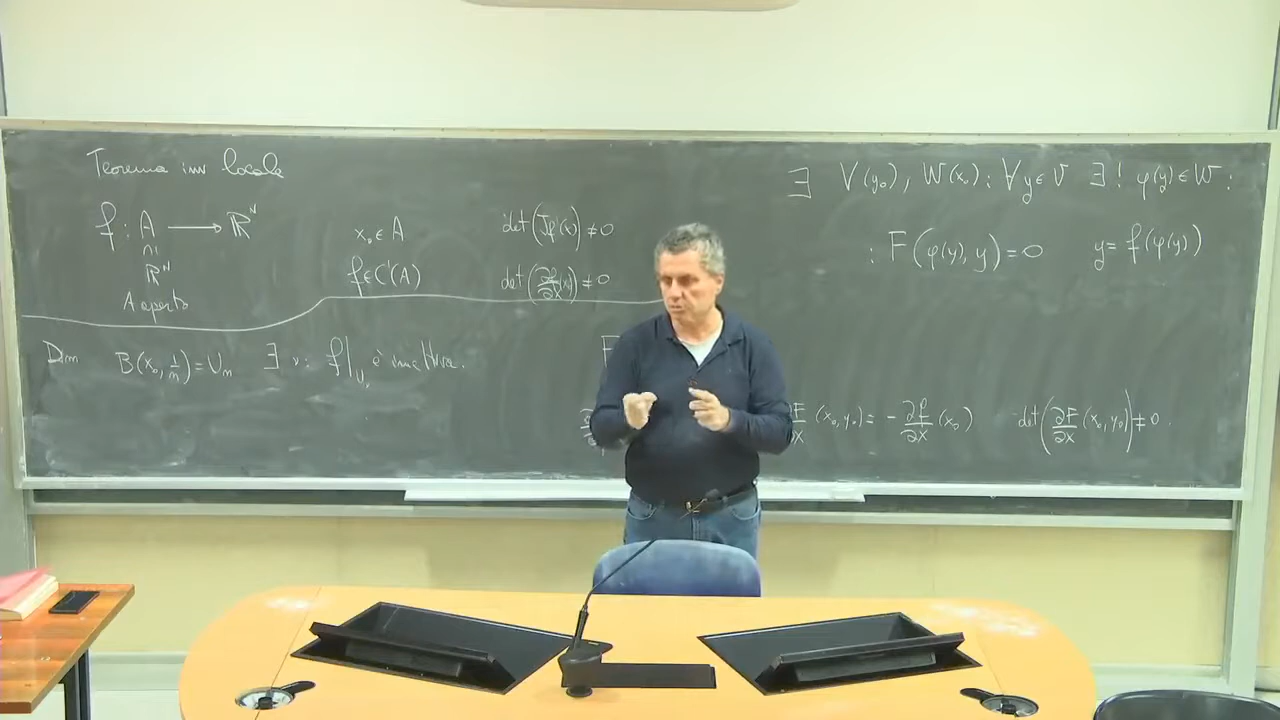 Teorema inv locale
f : A ⟶ ℝᴺ
∩|
ℝᴺ
A aperto
x₀ ∈ A
f ∈ C¹(A)
det(Jf(x)) ≠ 0
det(∂f/∂x(x)) ≠ 0
Dim B(x₀, 1/n) = Uₙ ∃ ν : f|_Uᵥ è iniettiva.
∃ V(y₀), W(x₀) : ∀ y ∈ V ∃! φ(y) ∈ W :
: F(φ(y), y) = 0 y = f(φ(y))
F
(x₀, y₀) = - ∂f/∂x (x₀) det(∂F/∂x (x₀, y₀)) ≠ 0.